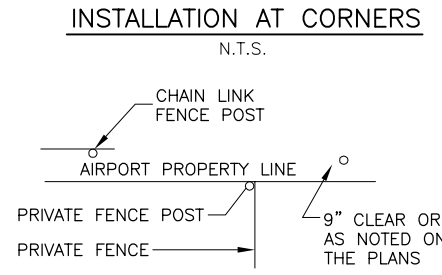 INSTALLATION AT CORNERS
N.T.S.
CHAIN LINK
FENCE POST
AIRPORT PROPERTY LINE
PRIVATE FENCE POST
PRIVATE FENCE
9" CLEAR OR
AS NOTED ON
THE PLANS